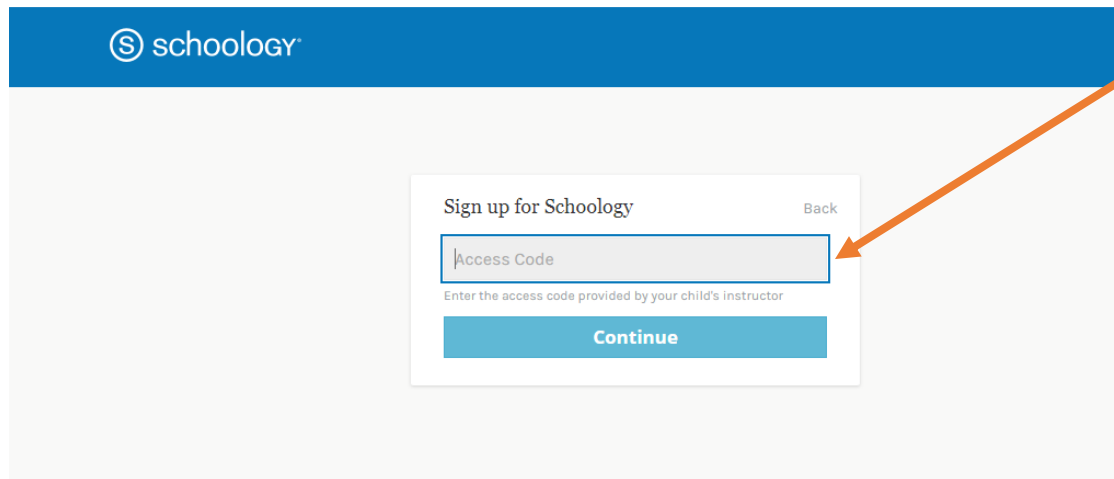 S schoology®
Sign up for Schoology
Back
Access Code
Enter the access code provided by your child's instructor
Continue